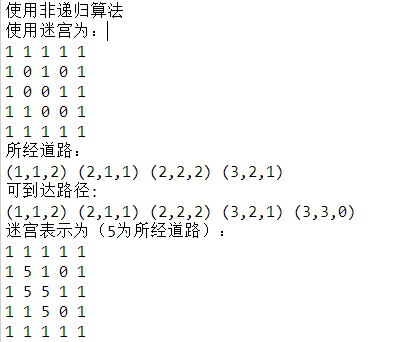 使用非递归算法
使用迷宫为：
1 1 1 1 1
1 0 1 0 1
1 0 0 1 1
1 1 0 0 1
1 1 1 1 1
所经道路：
(1,1,2) (2,1,1) (2,2,2) (3,2,1)
可到达路径:
(1,1,2) (2,1,1) (2,2,2) (3,2,1) (3,3,0)
迷宫表示为（5为所经道路）：
1 1 1 1 1
1 5 1 0 1
1 5 5 1 1
1 1 5 0 1
1 1 1 1 1